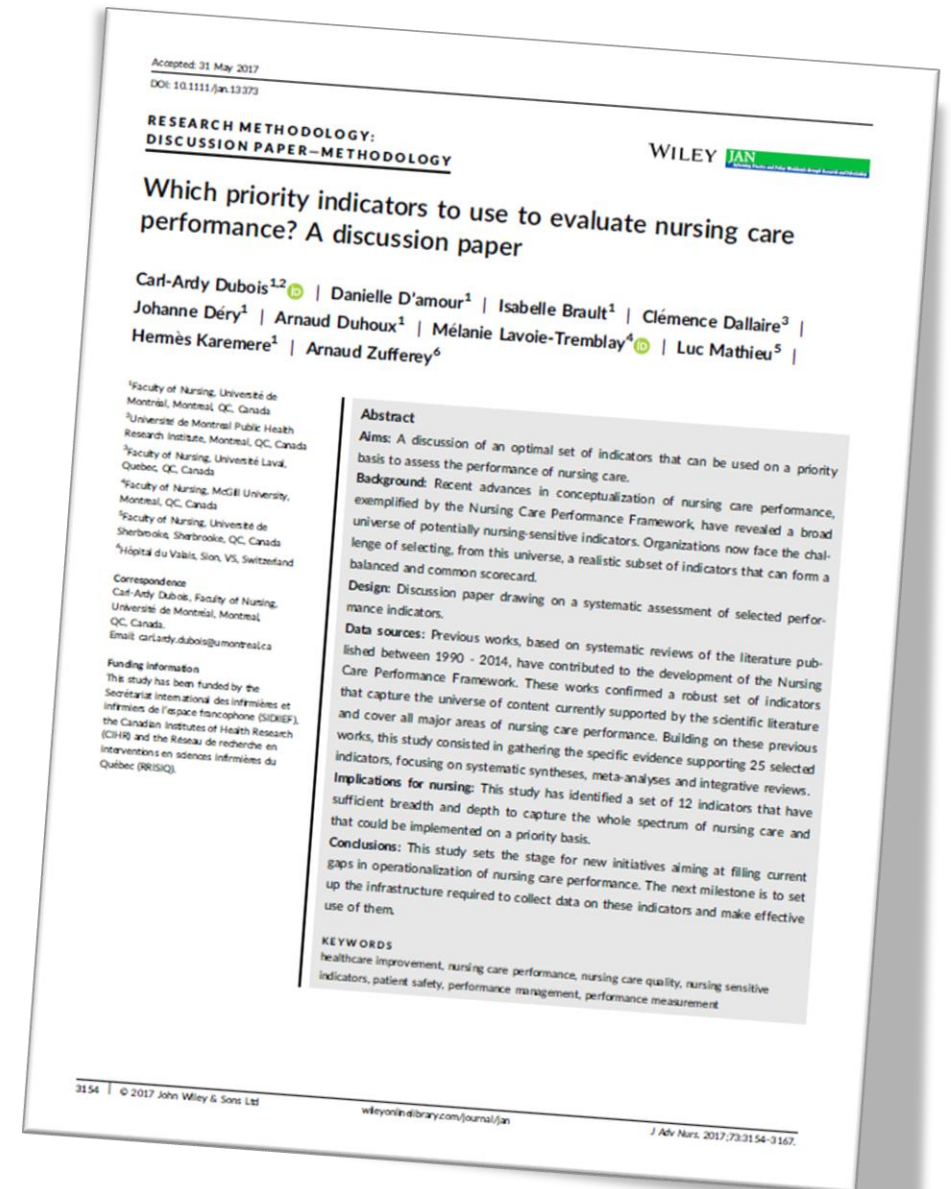 Accepted: 31 May 2017
DOI: 10.1111/jan.13373
RESEARCH METHODOLOGY:
DISCUSSION PAPER—METHODOLOGY
WILEY JAN
Which priority indicators to use to evaluate nursing care
performance? A discussion paper
Carl-Ardy Dubois1,2 | Danielle D'amour1 | Isabelle Brault1 | Clémence Dallaire3 |
Johanne Déry1 | Arnaud Duhoux1 | Mélanie Lavoie-Tremblay4 | Luc Mathieu5 |
Hermès Karemere1 | Arnaud Zufferey6
1Faculty of Nursing, Université de
Montréal, Montreal, QC, Canada
2Université de Montreal Public Health
Research Institute, Montreal, QC, Canada
3Faculty of Nursing, Université Laval,
Quebec, QC, Canada
4Faculty of Nursing, McGill University,
Montreal, QC, Canada
5Faculty of Nursing, Université de
Sherbrooke, Sherbrooke, QC, Canada
6Hôpital du Valais, Sion, VS, Switzerland
Correspondence
Carl-Ardy Dubois, Faculty of Nursing,
Université de Montréal, Montreal,
QC, Canada.
Email: carl.ardy.dubois@umontreal.ca
Funding information
This study has been funded by the
Secrétariat international des infirmières et
infirmiers de l'espace francophone (SIDIIEF),
the Canadian Institutes of Health Research
(CIHR) and the Réseau de recherche en
interventions en sciences infirmières du
Québec (RRISIQ).
Abstract
Aims: A discussion of an optimal set of indicators that can be used on a priority
basis to assess the performance of nursing care.
Background: Recent advances in conceptualization of nursing care performance,
exemplified by the Nursing Care Performance Framework, have revealed a broad
universe of potentially nursing-sensitive indicators. Organizations now face the chal-
lenge of selecting, from this universe, a realistic subset of indicators that can form a
balanced and common scorecard.
Design: Discussion paper drawing on a systematic assessment of selected perfor-
mance indicators.
Data sources: Previous works, based on systematic reviews of the literature pub-
lished between 1990 - 2014, have contributed to the development of the Nursing
Care Performance Framework. These works confirmed a robust set of indicators
that capture the universe of content currently supported by the scientific literature
and cover all major areas of nursing care performance. Building on these previous
works, this study consisted in gathering the specific evidence supporting 25 selected
indicators, focusing on systematic syntheses, meta-analyses and integrative reviews.
Implications for nursing: This study has identified a set of 12 indicators that have
sufficient breadth and depth to capture the whole spectrum of nursing care and
that could be implemented on a priority basis.
Conclusions: This study sets the stage for new initiatives aiming at filling current
gaps in operationalization of nursing care performance. The next milestone is to set
up the infrastructure required to collect data on these indicators and make effective
use of them.
KEYWORDS
healthcare improvement, nursing care performance, nursing care quality, nursing sensitive
indicators, patient safety, performance management, performance measurement
3154 | © 2017 John Wiley & Sons Ltd
wileyonlinelibrary.com/journal/jan
J Adv Nurs. 2017;73:3154–3167.